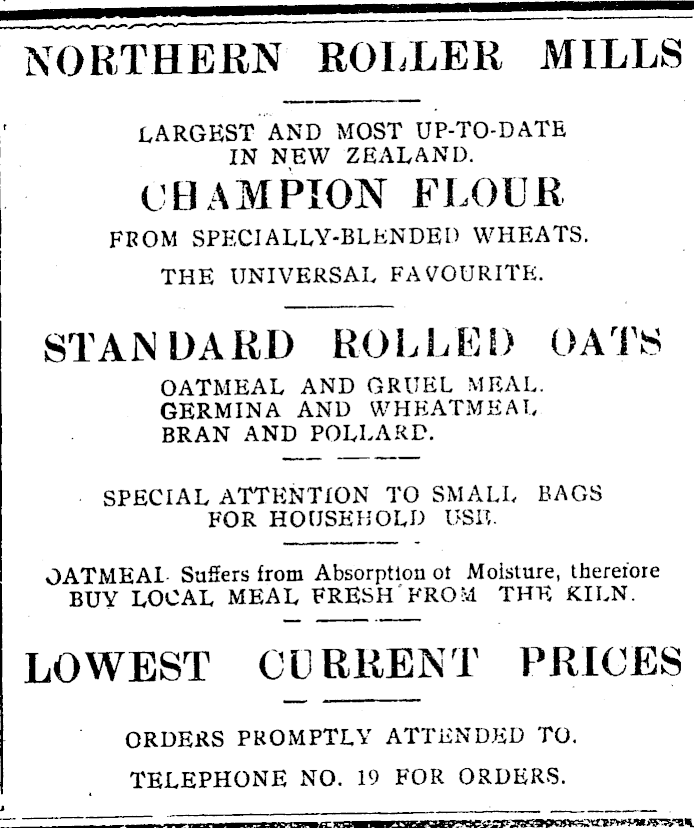 NORTHERN ROLLER MILLS
LARGEST AND MOST UP-TO-DATE
IN NEW ZEALAND.
CHAMPION FLOUR
FROM SPECIALLY-BLENDED WHEATS.
THE UNIVERSAL FAVOURITE.
STANDARD ROLLED OATS
OATMEAL AND GRUEL MEAL.
GERMINA AND WHEATMEAL
BRAN AND POLLARD.
SPECIAL ATTENTION TO SMALL BAGS
FOR HOUSEHOLD USE.
OATMEAL Suffers from Absorption of Moisture, therefore
BUY LOCAL MEAL FRESH FROM THE KILN.
LOWEST CURRENT PRICES
ORDERS PROMPTLY ATTENDED TO.
TELEPHONE NO. 19 FOR ORDERS.